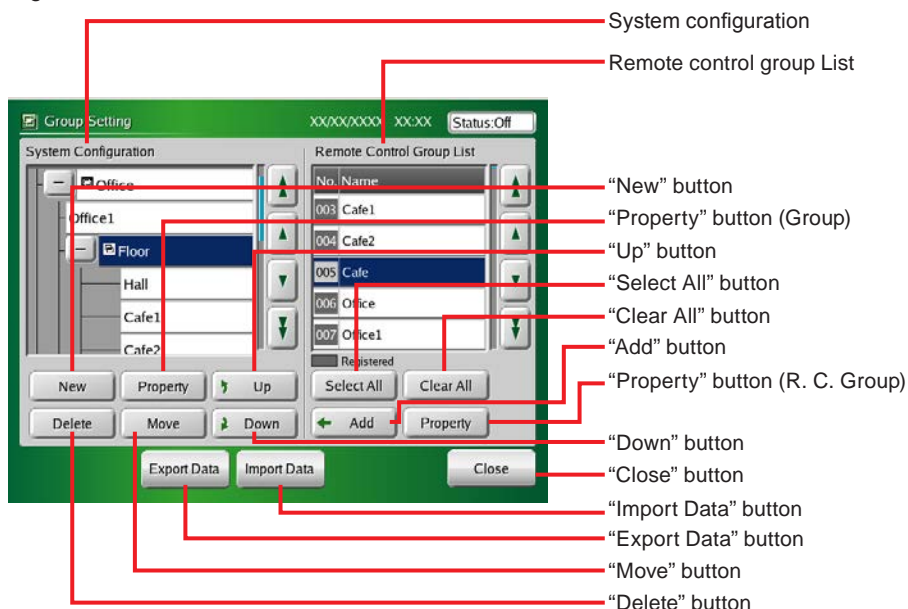 System configuration
Remote control group List
Group Setting
XX/XX/XXXX XX:XX
Status:Off
System Configuration
Office
Office1
Floor
Hall
Cafe1
Cafe2
New
Property
Up
Delete
Move
Down
Remote Control Group List
No. Name
003 Cafe1
004 Cafe2
005 Cafe
006 Office
007 Office1
Registered
Select All
Clear All
Add
Property
Export Data
Import Data
Close
“New” button
“Property” button (Group)
“Up” button
“Select All” button
“Clear All” button
“Add” button
“Property” button (R. C. Group)
“Down” button
“Close” button
“Import Data” button
“Export Data” button
“Move” button
“Delete” button